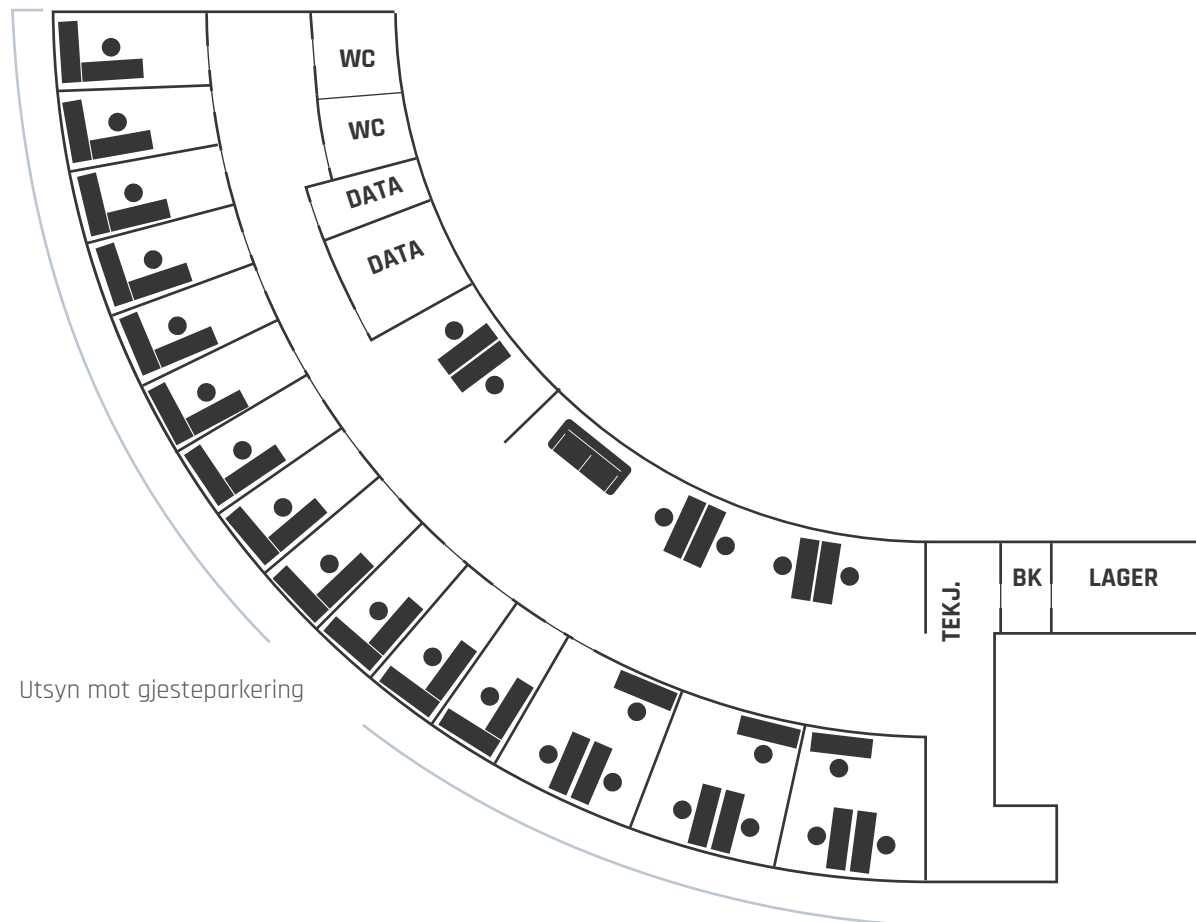 WC
WC
DATA
DATA
TEKJ.
BK
LAGER
Utsyn mot gjesteparkering